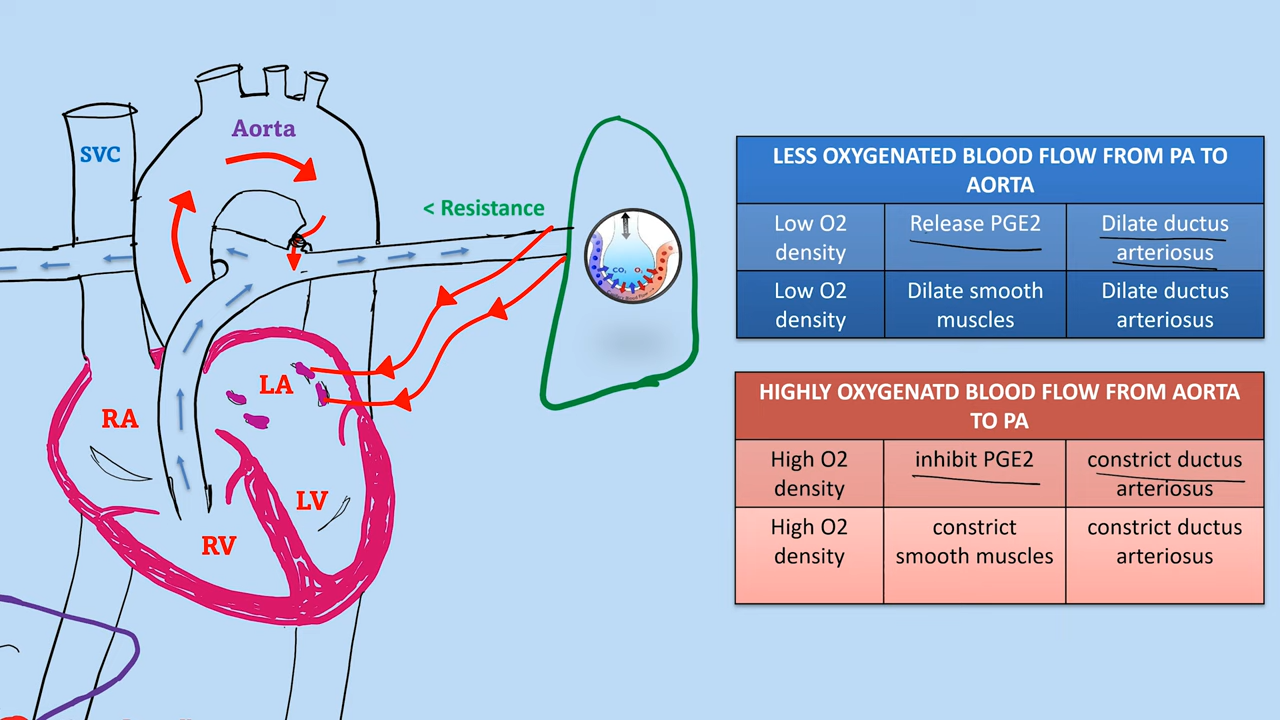 Aorta
SVC
< Resistance
CO₂ O₂
LA
RA
LV
RV
LESS OXYGENATED BLOOD FLOW FROM PA TO
AORTA
Low O2
density
Release PGE2
Dilate ductus
arteriosus
Low O2
density
Dilate smooth
muscles
Dilate ductus
arteriosus
HIGHLY OXYGENATD BLOOD FLOW FROM AORTA
TO PA
High O2
density
inhibit PGE2
constrict ductus
arteriosus
High O2
density
constrict
smooth muscles
constrict ductus
arteriosus